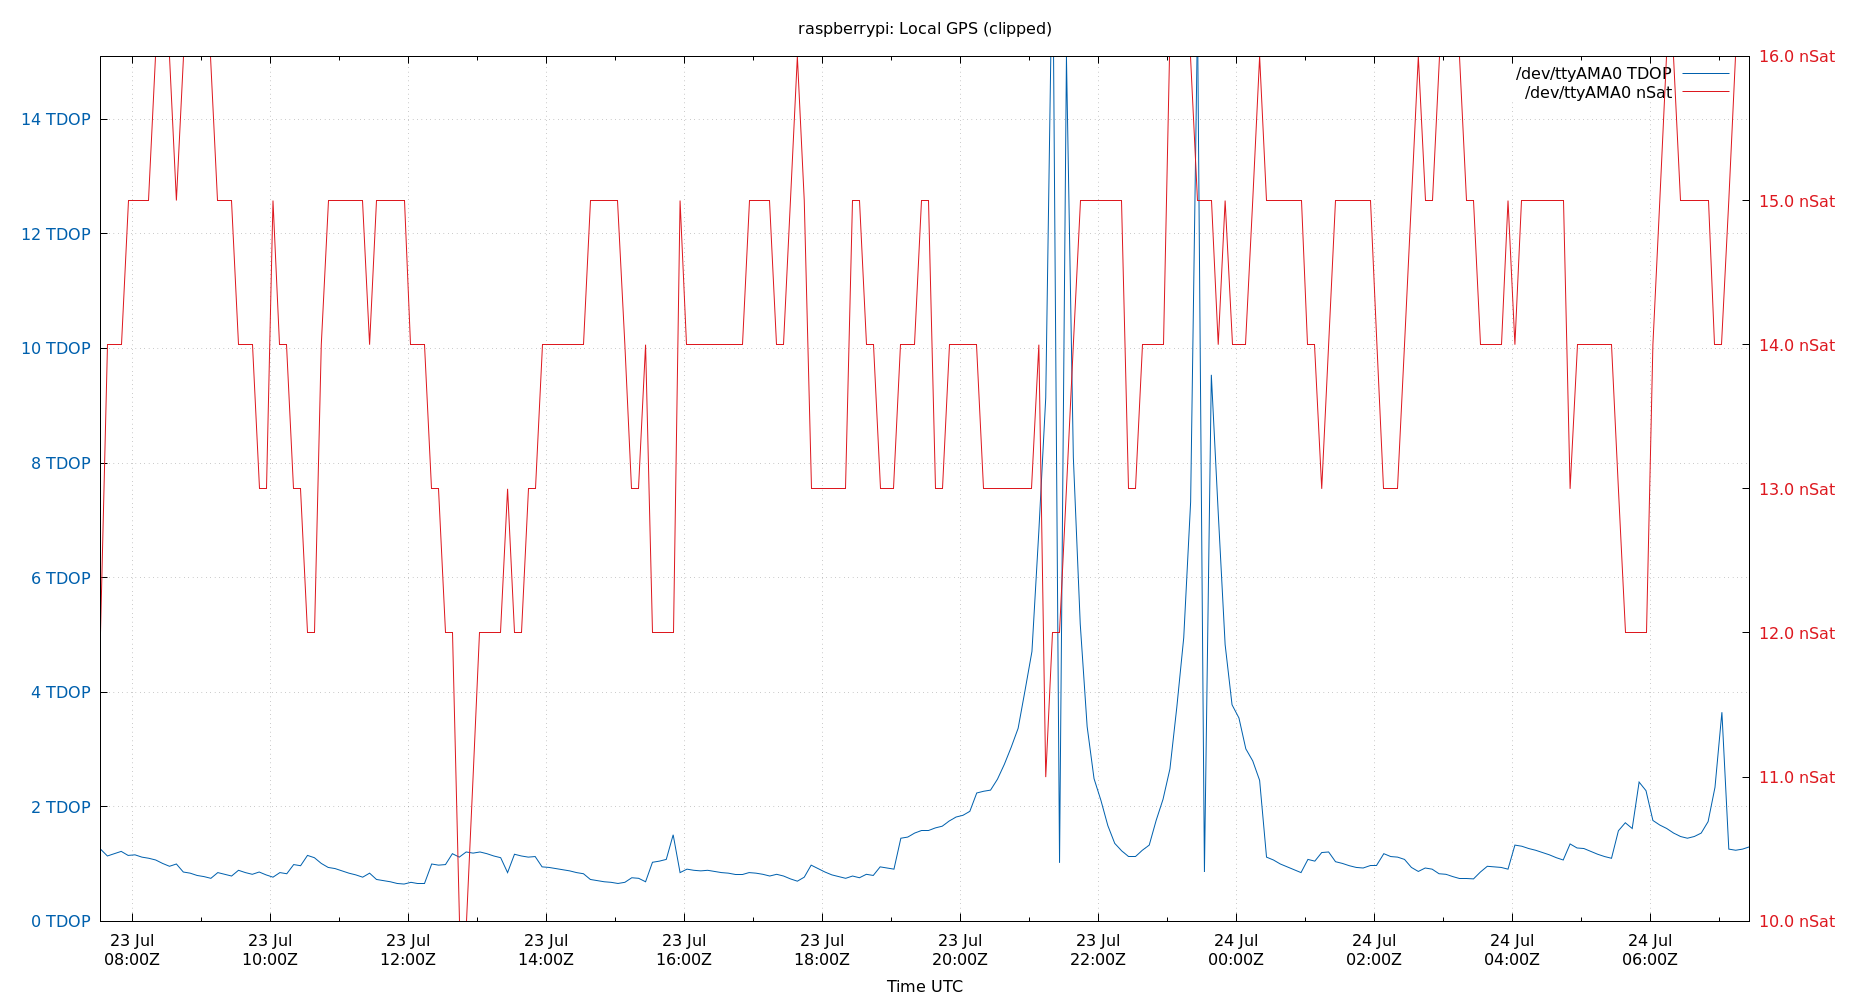 raspberrypi: Local GPS (clipped)
16.0 nSat
/dev/ttyAMA0 TDOP
/dev/ttyAMA0 nSat
14 TDOP
15.0 nSat
12 TDOP
10 TDOP
14.0 nSat
8 TDOP
13.0 nSat
6 TDOP
12.0 nSat
4 TDOP
11.0 nSat
2 TDOP
0 TDOP
10.0 nSat
23 Jul 23 Jul 23 Jul 23 Jul 23 Jul 23 Jul 23 Jul 23 Jul 24 Jul 24 Jul 24 Jul 24 Jul
08:00Z 10:00Z 12:00Z 14:00Z 16:00Z 18:00Z 20:00Z 22:00Z 00:00Z 02:00Z 04:00Z 06:00Z
Time UTC